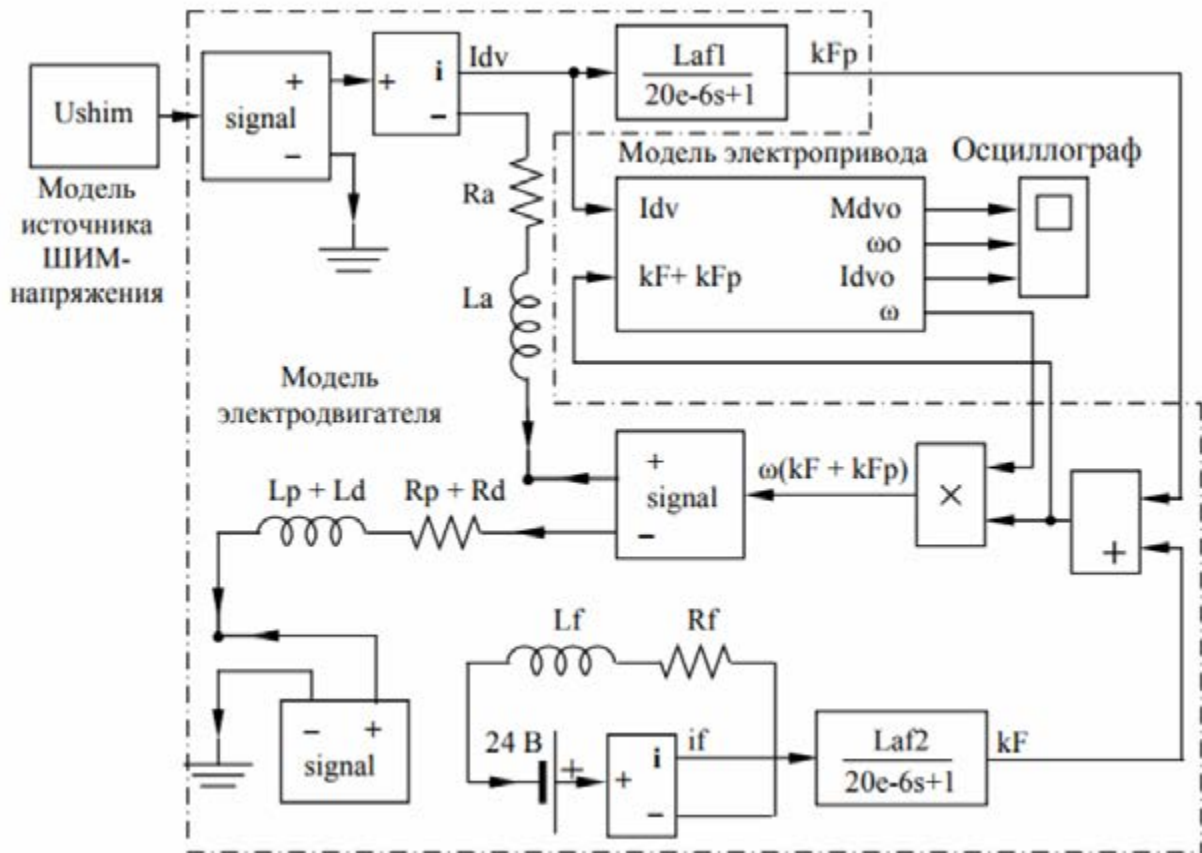 Ushim
Модель
источника
ШИМ-
напряжения
+
signal
−
+
i
−
Idv
Laf1
20e-6s+1
kFp
Ra
La
Модель электропривода
Осциллограф
Idv
kF+ kFp
Mdvo
ωo
Idvo
ω
Модель
электродвигателя
Lp + Ld
Rp + Rd
+
signal
−
ω(kF + kFp)
×
+
− +
signal
Lf
Rf
24 В
+
+
i
−
if
Laf2
20e-6s+1
kF